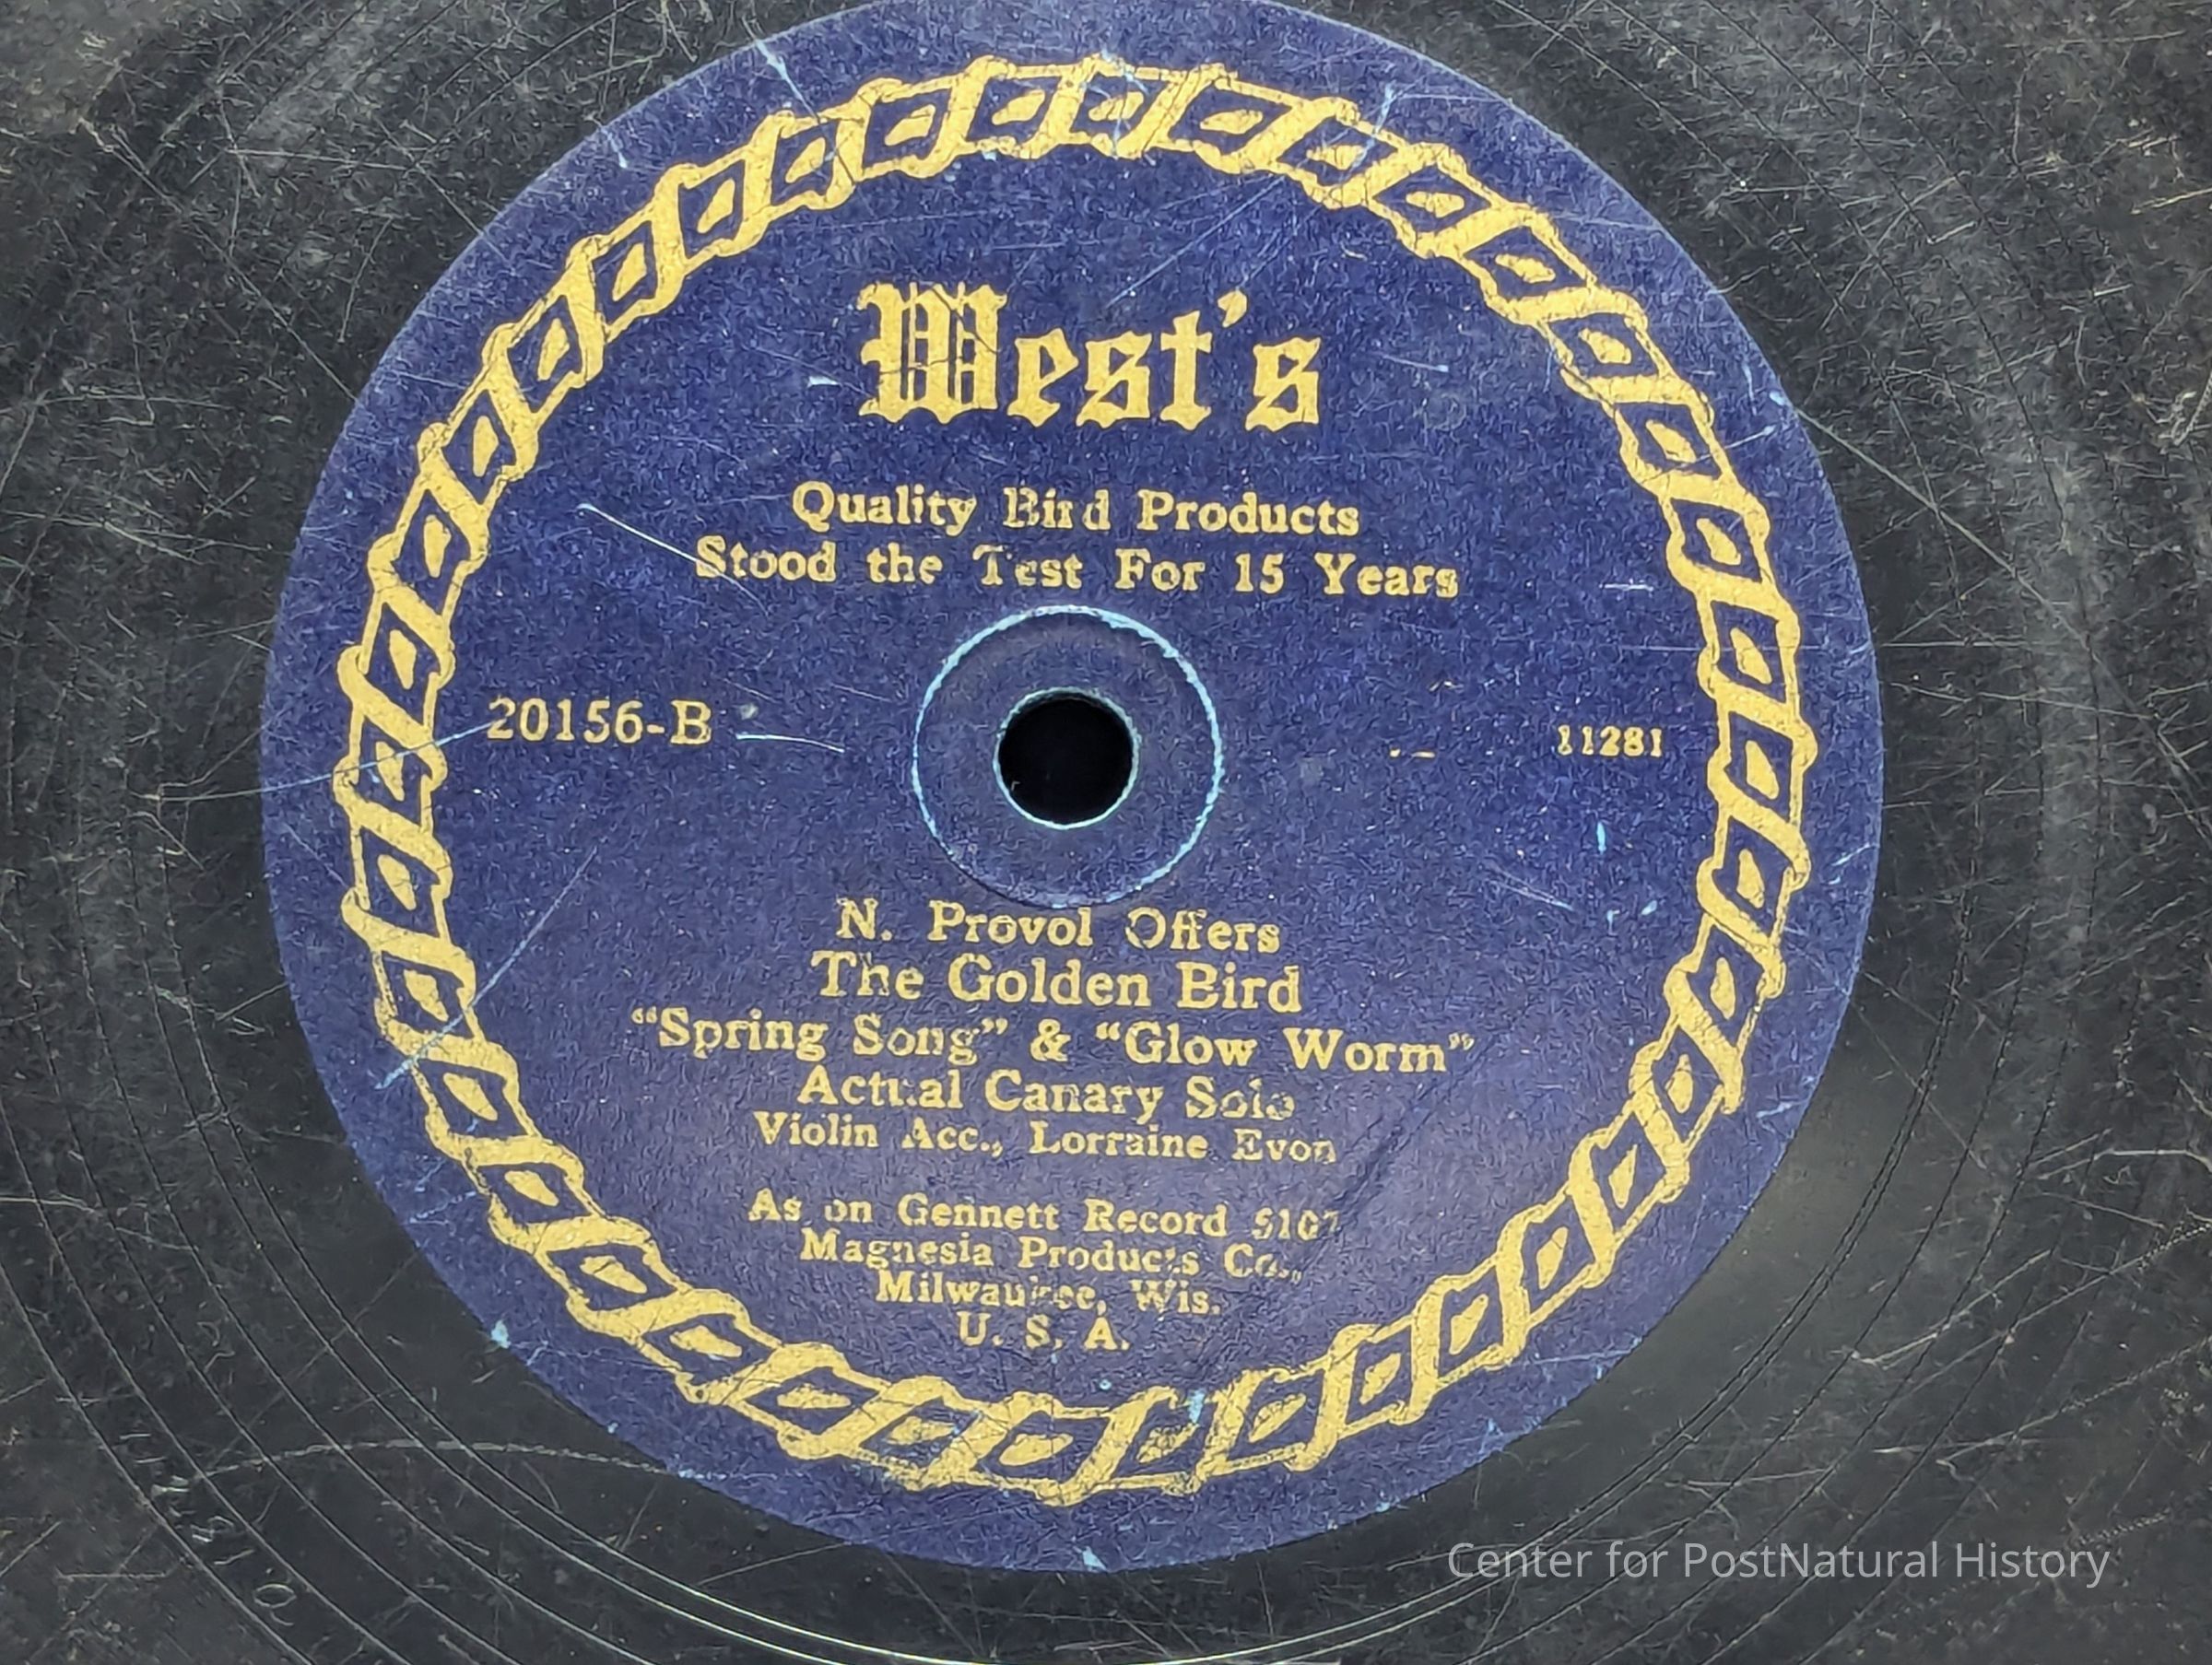 West's
Quality Bird Products
Stood the Test For 15 Years
20156-B
11281
N. Provol Offers
The Golden Bird
“Spring Song” & “Glow Worm”
Actual Canary Solo
Violin Acc., Lorraine Evon
As on Gennett Record 5107
Magnesia Products Co.,
Milwaukee, Wis.
U. S. A.
Center for PostNatural History